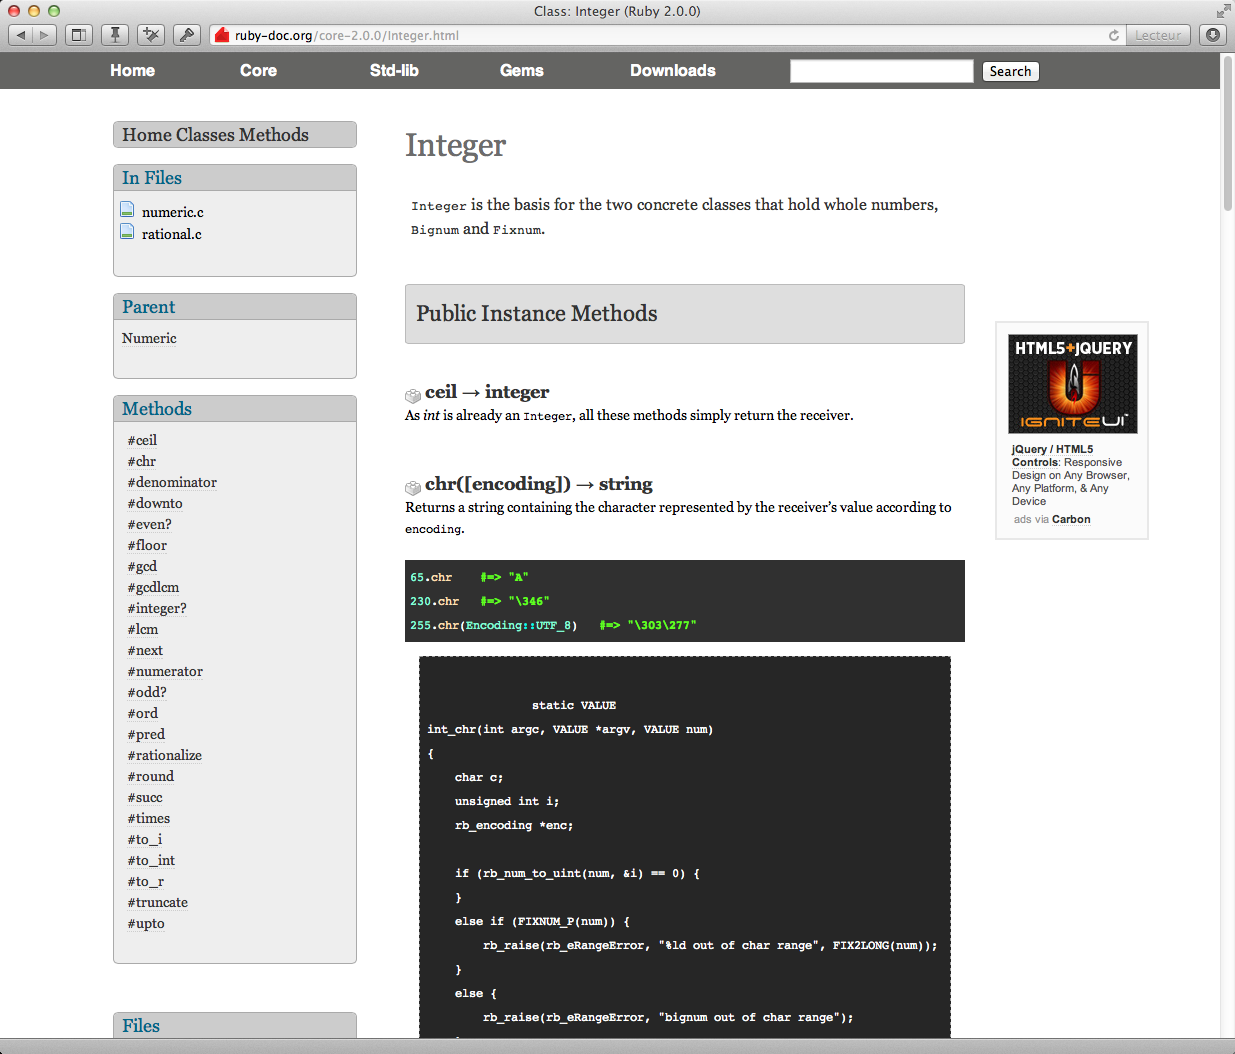 Class: Integer (Ruby 2.0.0)
ruby-doc.org/core-2.0.0/Integer.html
Lecteur
Home Core Std-lib Gems Downloads Search
Home Classes Methods
In Files
numeric.c
rational.c
Parent
Numeric
Methods
#ceil
#chr
#denominator
#downto
#even?
#floor
#gcd
#gcdlcm
#integer?
#lcm
#next
#numerator
#odd?
#ord
#pred
#rationalize
#round
#succ
#times
#to_i
#to_int
#to_r
#truncate
#upto
Files
Integer
Integer is the basis for the two concrete classes that hold whole numbers,
Bignum and Fixnum.
Public Instance Methods
ceil → integer
As int is already an Integer, all these methods simply return the receiver.
chr([encoding]) → string
Returns a string containing the character represented by the receiver’s value according to
encoding.
65.chr #=> "A"
230.chr #=> "\346"
255.chr(Encoding::UTF_8) #=> "\303\277"
static VALUE
int_chr(int argc, VALUE *argv, VALUE num)
{
char c;
unsigned int i;
rb_encoding *enc;
if (rb_num_to_uint(num, &i) == 0) {
}
else if (FIXNUM_P(num)) {
rb_raise(rb_eRangeError, "%ld out of char range", FIX2LONG(num));
}
else {
rb_raise(rb_eRangeError, "bignum out of char range");
HTML5+JQUERY
IGNITEUI™
jQuery / HTML5
Controls: Responsive
Design on Any Browser,
Any Platform, & Any
Device
ads via Carbon